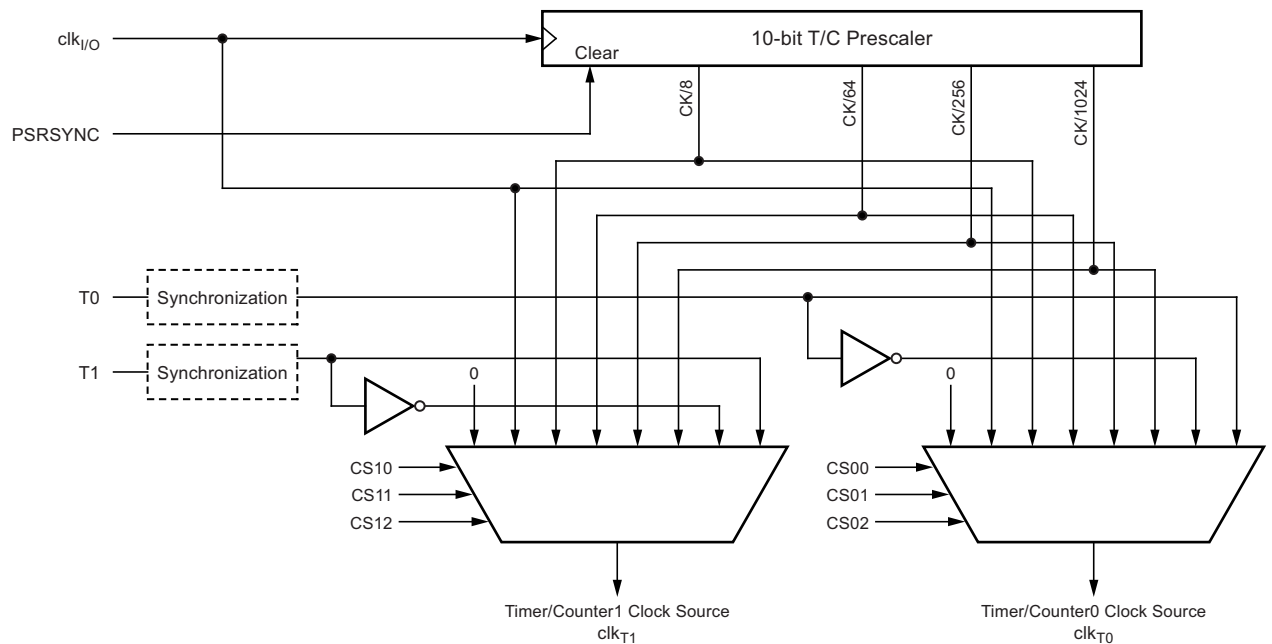 clkI/O
10-bit T/C Prescaler
Clear
CK/8
CK/64
CK/256
CK/1024
PSRSYNC
T0
Synchronization
T1
Synchronization
0
0
CS10
CS11
CS12
CS00
CS01
CS02
Timer/Counter1 Clock Source
clkT1
Timer/Counter0 Clock Source
clkT0